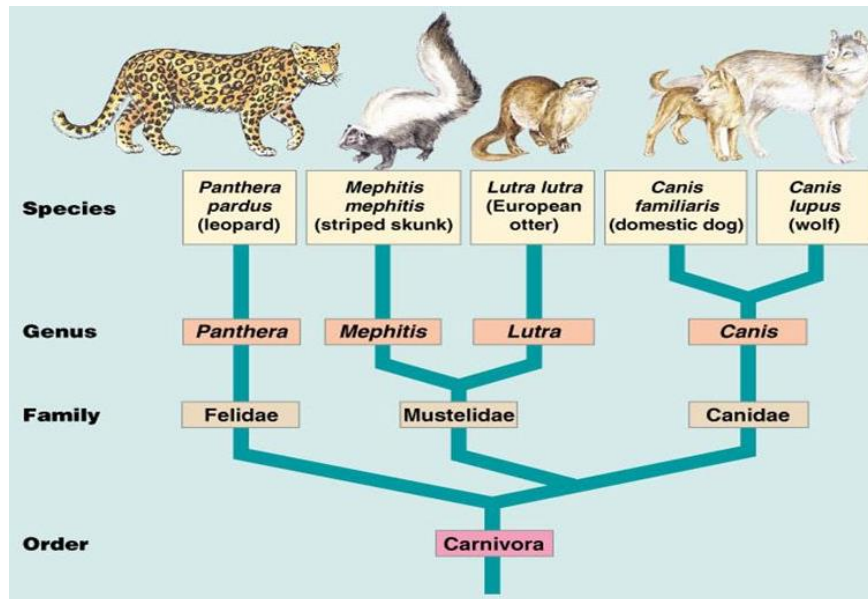 Species
Panthera
pardus
(leopard)
Mephitis
mephitis
(striped skunk)
Lutra lutra
(European
otter)
Canis
familiaris
(domestic dog)
Canis
lupus
(wolf)
Genus
Panthera
Mephitis
Lutra
Canis
Family
Felidae
Mustelidae
Canidae
Order
Carnivora